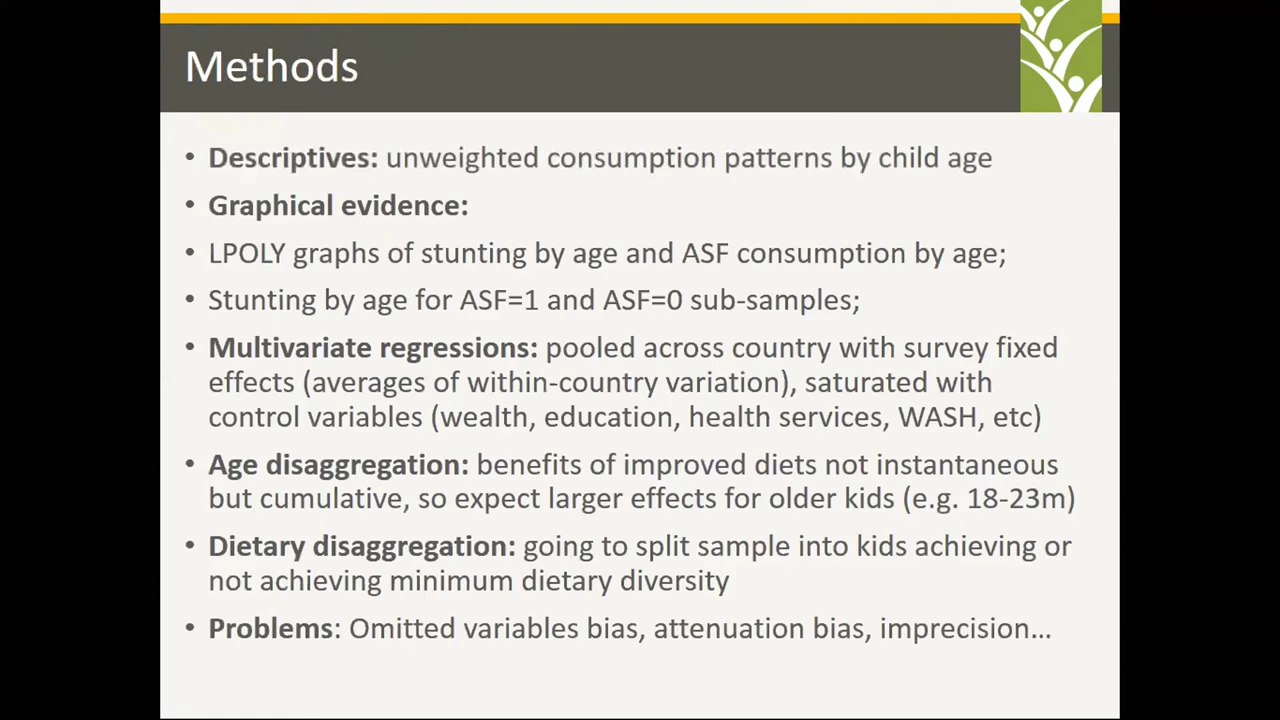 Methods
• Descriptives: unweighted consumption patterns by child age
• Graphical evidence:
• LPOLY graphs of stunting by age and ASF consumption by age;
• Stunting by age for ASF=1 and ASF=0 sub-samples;
• Multivariate regressions: pooled across country with survey fixed
effects (averages of within-country variation), saturated with
control variables (wealth, education, health services, WASH, etc)
• Age disaggregation: benefits of improved diets not instantaneous
but cumulative, so expect larger effects for older kids (e.g. 18-23m)
• Dietary disaggregation: going to split sample into kids achieving or
not achieving minimum dietary diversity
• Problems: Omitted variables bias, attenuation bias, imprecision…